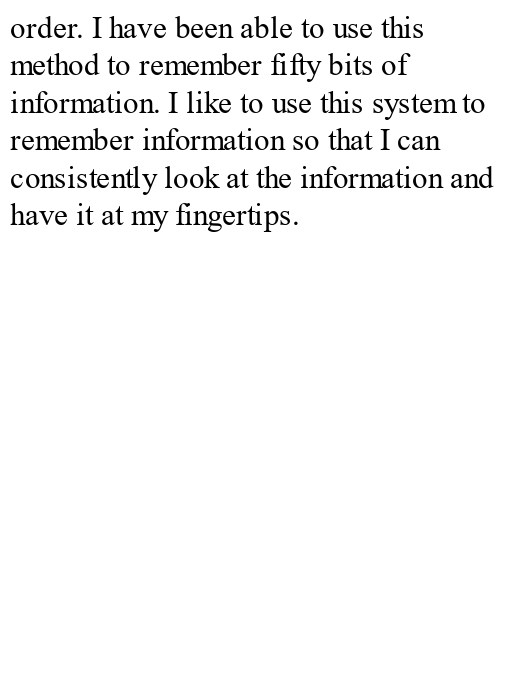 order. I have been able to use this
method to remember fifty bits of
information. I like to use this system to
remember information so that I can
consistently look at the information and
have it at my fingertips.